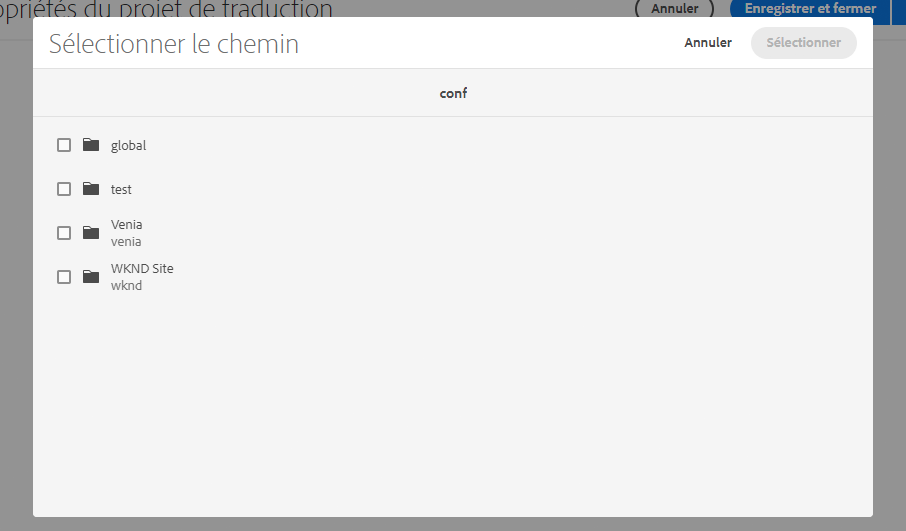 priétés du projet de traduction
Annuler
Enregistrer et fermer
Sélectionner le chemin
Annuler
Sélectionner
conf
global
test
Venia
venia
WKND Site
wknd